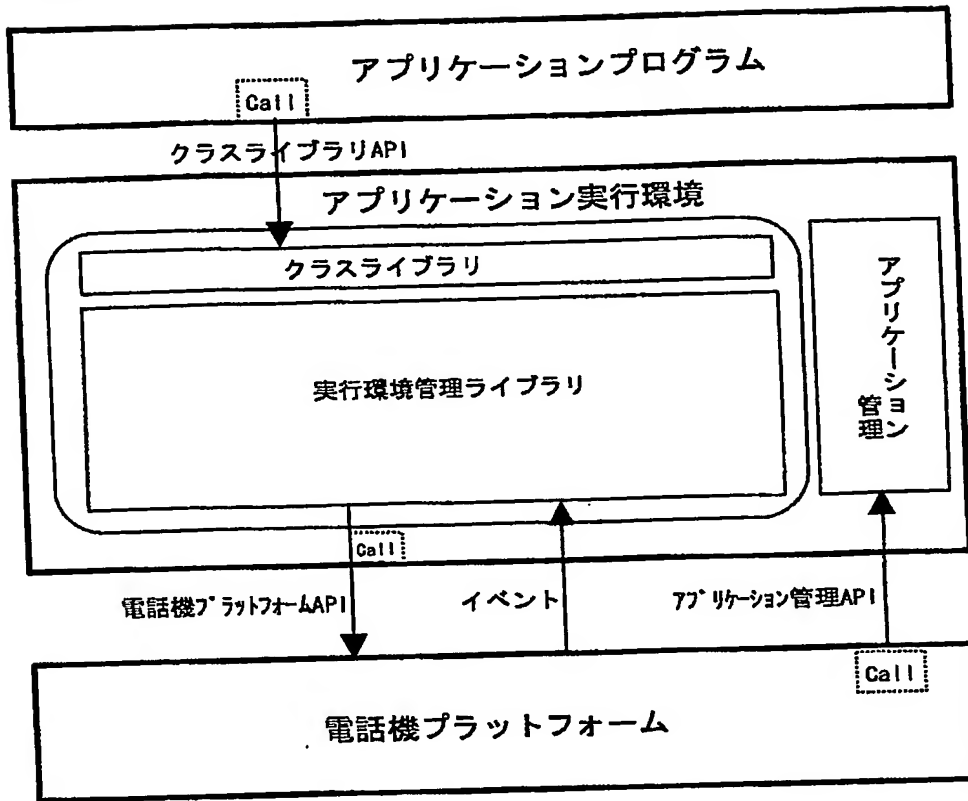 アプリケーションプログラム
Call
クラスライブラリAPI
アプリケーション実行環境
クラスライブラリ
実行環境管理ライブラリ
アプリケーション
管理
Call
電話機プラットフォームAPI
イベント
アプリケーション管理API
Call
電話機プラットフォーム